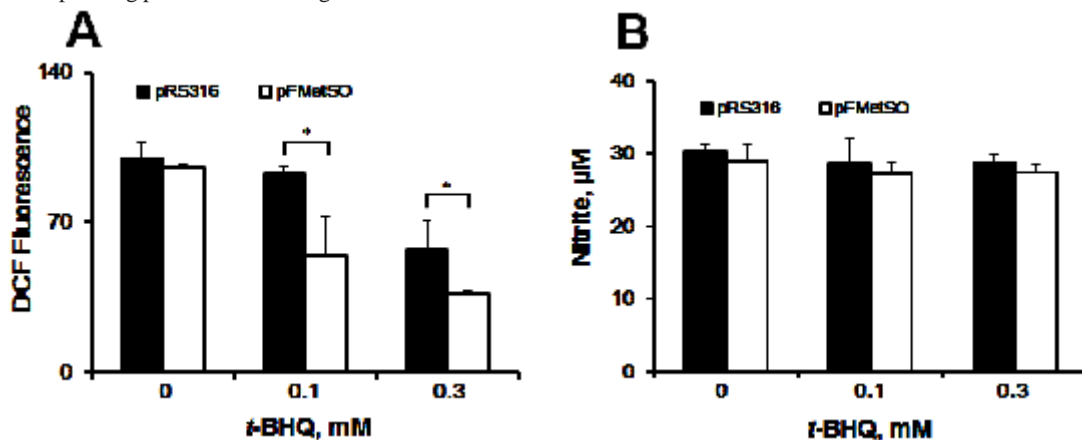 A
B
140
pRS316
pFMetSO
*
*
70
0
DCF Fluorescence
0
0.1
0.3
t-BHQ, mM
40
pRS316
pFMetSO
30
20
10
0
Nitrite, µM
0
0.1
0.3
t-BHQ, mM